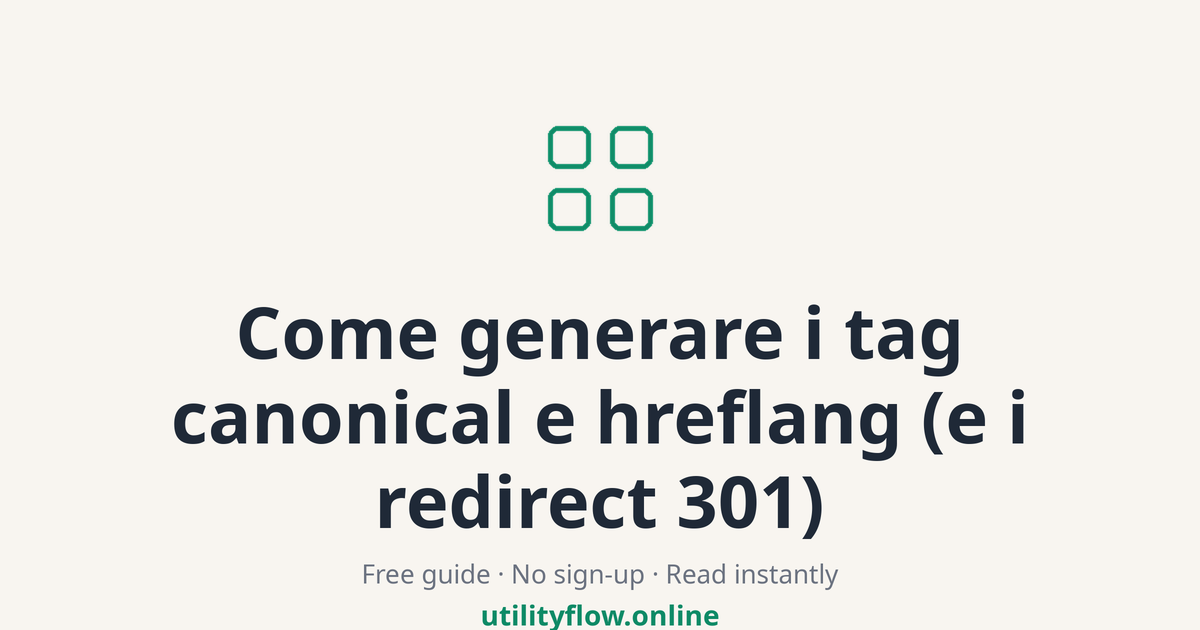 Come generare i tag
canonical e hreflang (e i
redirect 301)
Free guide · No sign-up · Read instantly
utilityflow.online